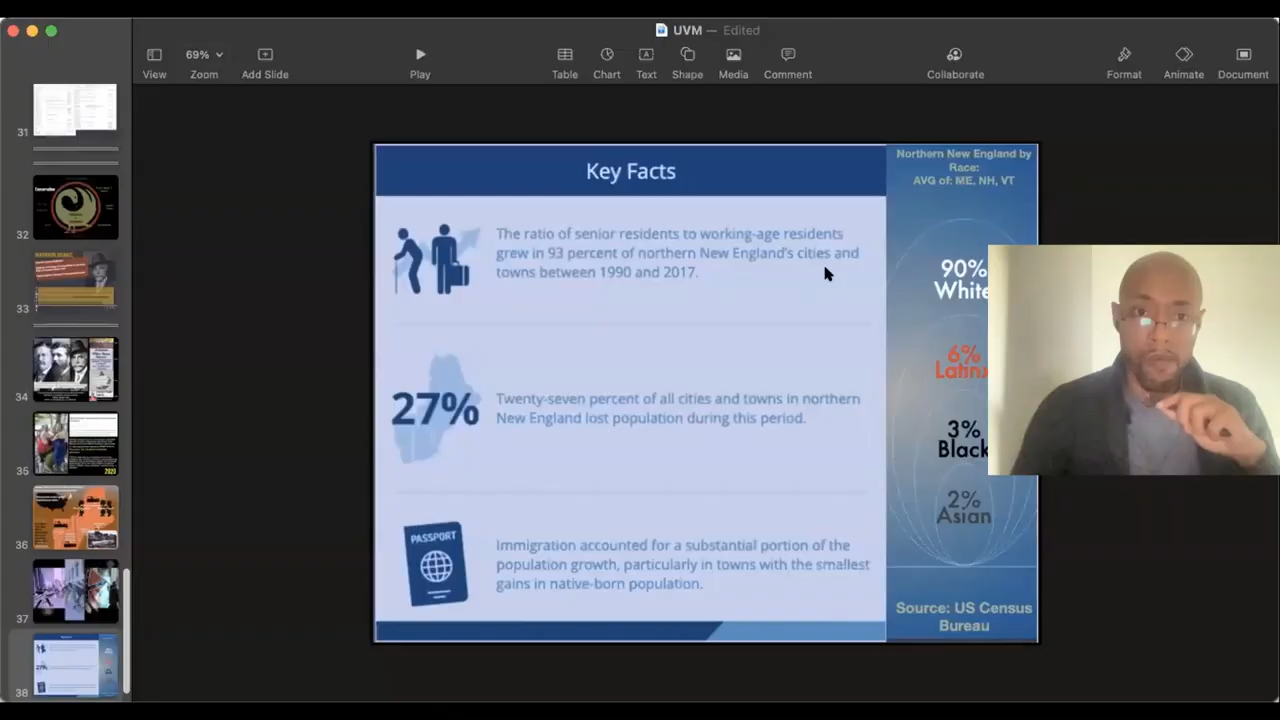 UVM — Edited
69%
View
Zoom
Add Slide
Play
Table
Chart
Text
Shape
Media
Comment
Collaborate
Format
Animate
Document
31
32
33
34
35
36
37
38
2020
Key Facts
The ratio of senior residents to working-age residents
grew in 93 percent of northern New England's cities and
towns between 1990 and 2017.
27%
Twenty-seven percent of all cities and towns in northern
New England lost population during this period.
PASSPORT
Immigration accounted for a substantial portion of the
population growth, particularly in towns with the smallest
gains in native-born population.
Northern New England by
Race:
AVG of: ME, NH, VT
90%
White
6%
3%
Black
2%
Asian
Source: US Census
Bureau